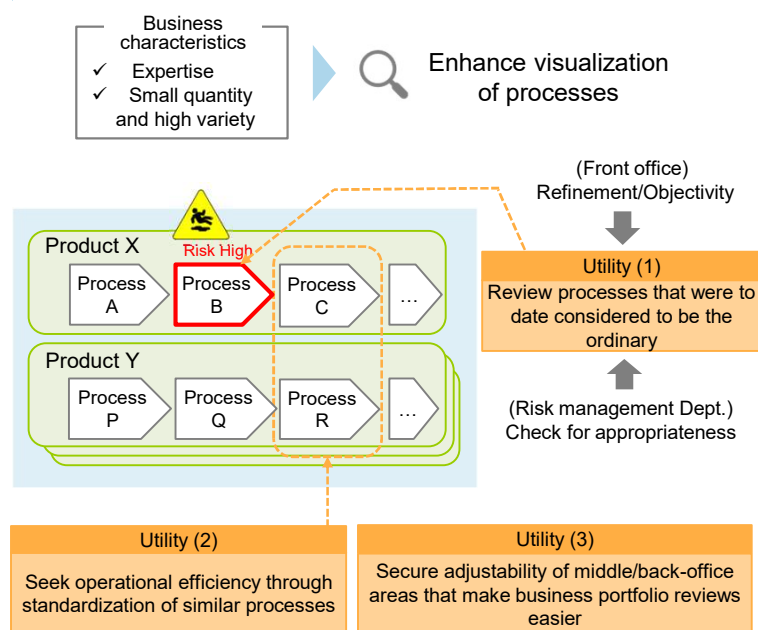 Business
characteristics
✓ Expertise
✓ Small quantity
and high variety
Enhance visualization
of processes
(Front office)
Refinement/Objectivity
Utility (1)
Review processes that were to
date considered to be the
ordinary
(Risk management Dept.)
Check for appropriateness
Product X
Risk High
Process
A
Process
B
Process
C
…
Product Y
Process
P
Process
Q
Process
R
…
Utility (2)
Seek operational efficiency through
standardization of similar processes
Utility (3)
Secure adjustability of middle/back-office
areas that make business portfolio reviews
easier